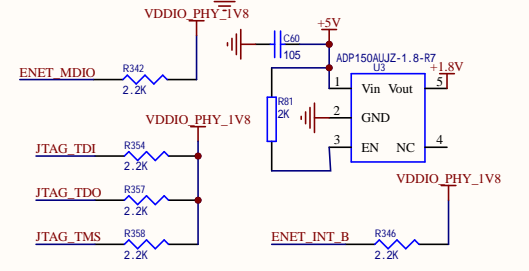 VDDIO_PHY_1V8
ENET_MDIO
R342
2.2K
C60
105
+5V
ADP150AUJZ-1.8-R7
U3
+1.8V
1
Vin
Vout
5
2
GND
3
EN
NC
4
R81
2K
VDDIO_PHY_1V8
JTAG_TDI
R354
2.2K
JTAG_TDO
R357
2.2K
JTAG_TMS
R358
2.2K
VDDIO_PHY_1V8
ENET_INT_B
R346
2.2K